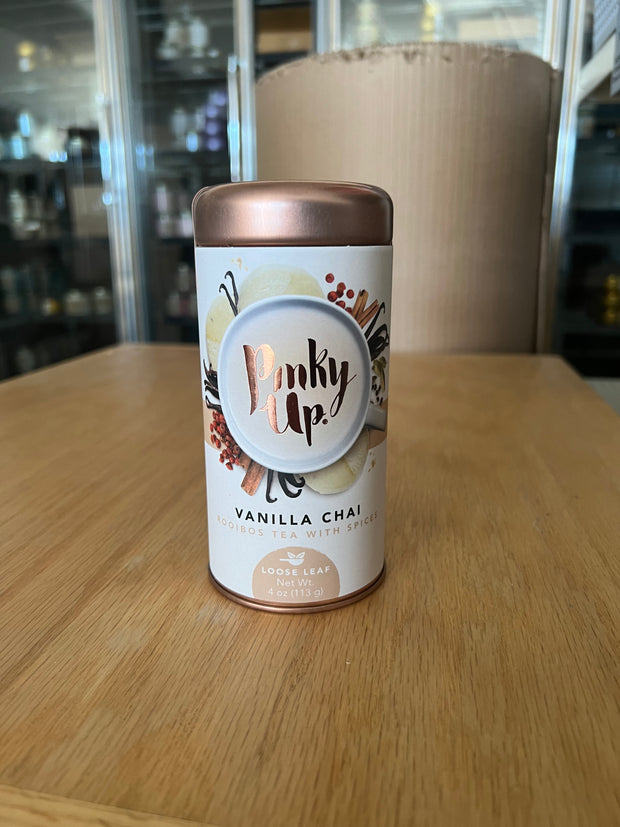 Pinky
Up.®
VANILLA CHAI
ROOIBOS TEA WITH SPICES
LOOSE LEAF
Net Wt.
4 oz (113 g)